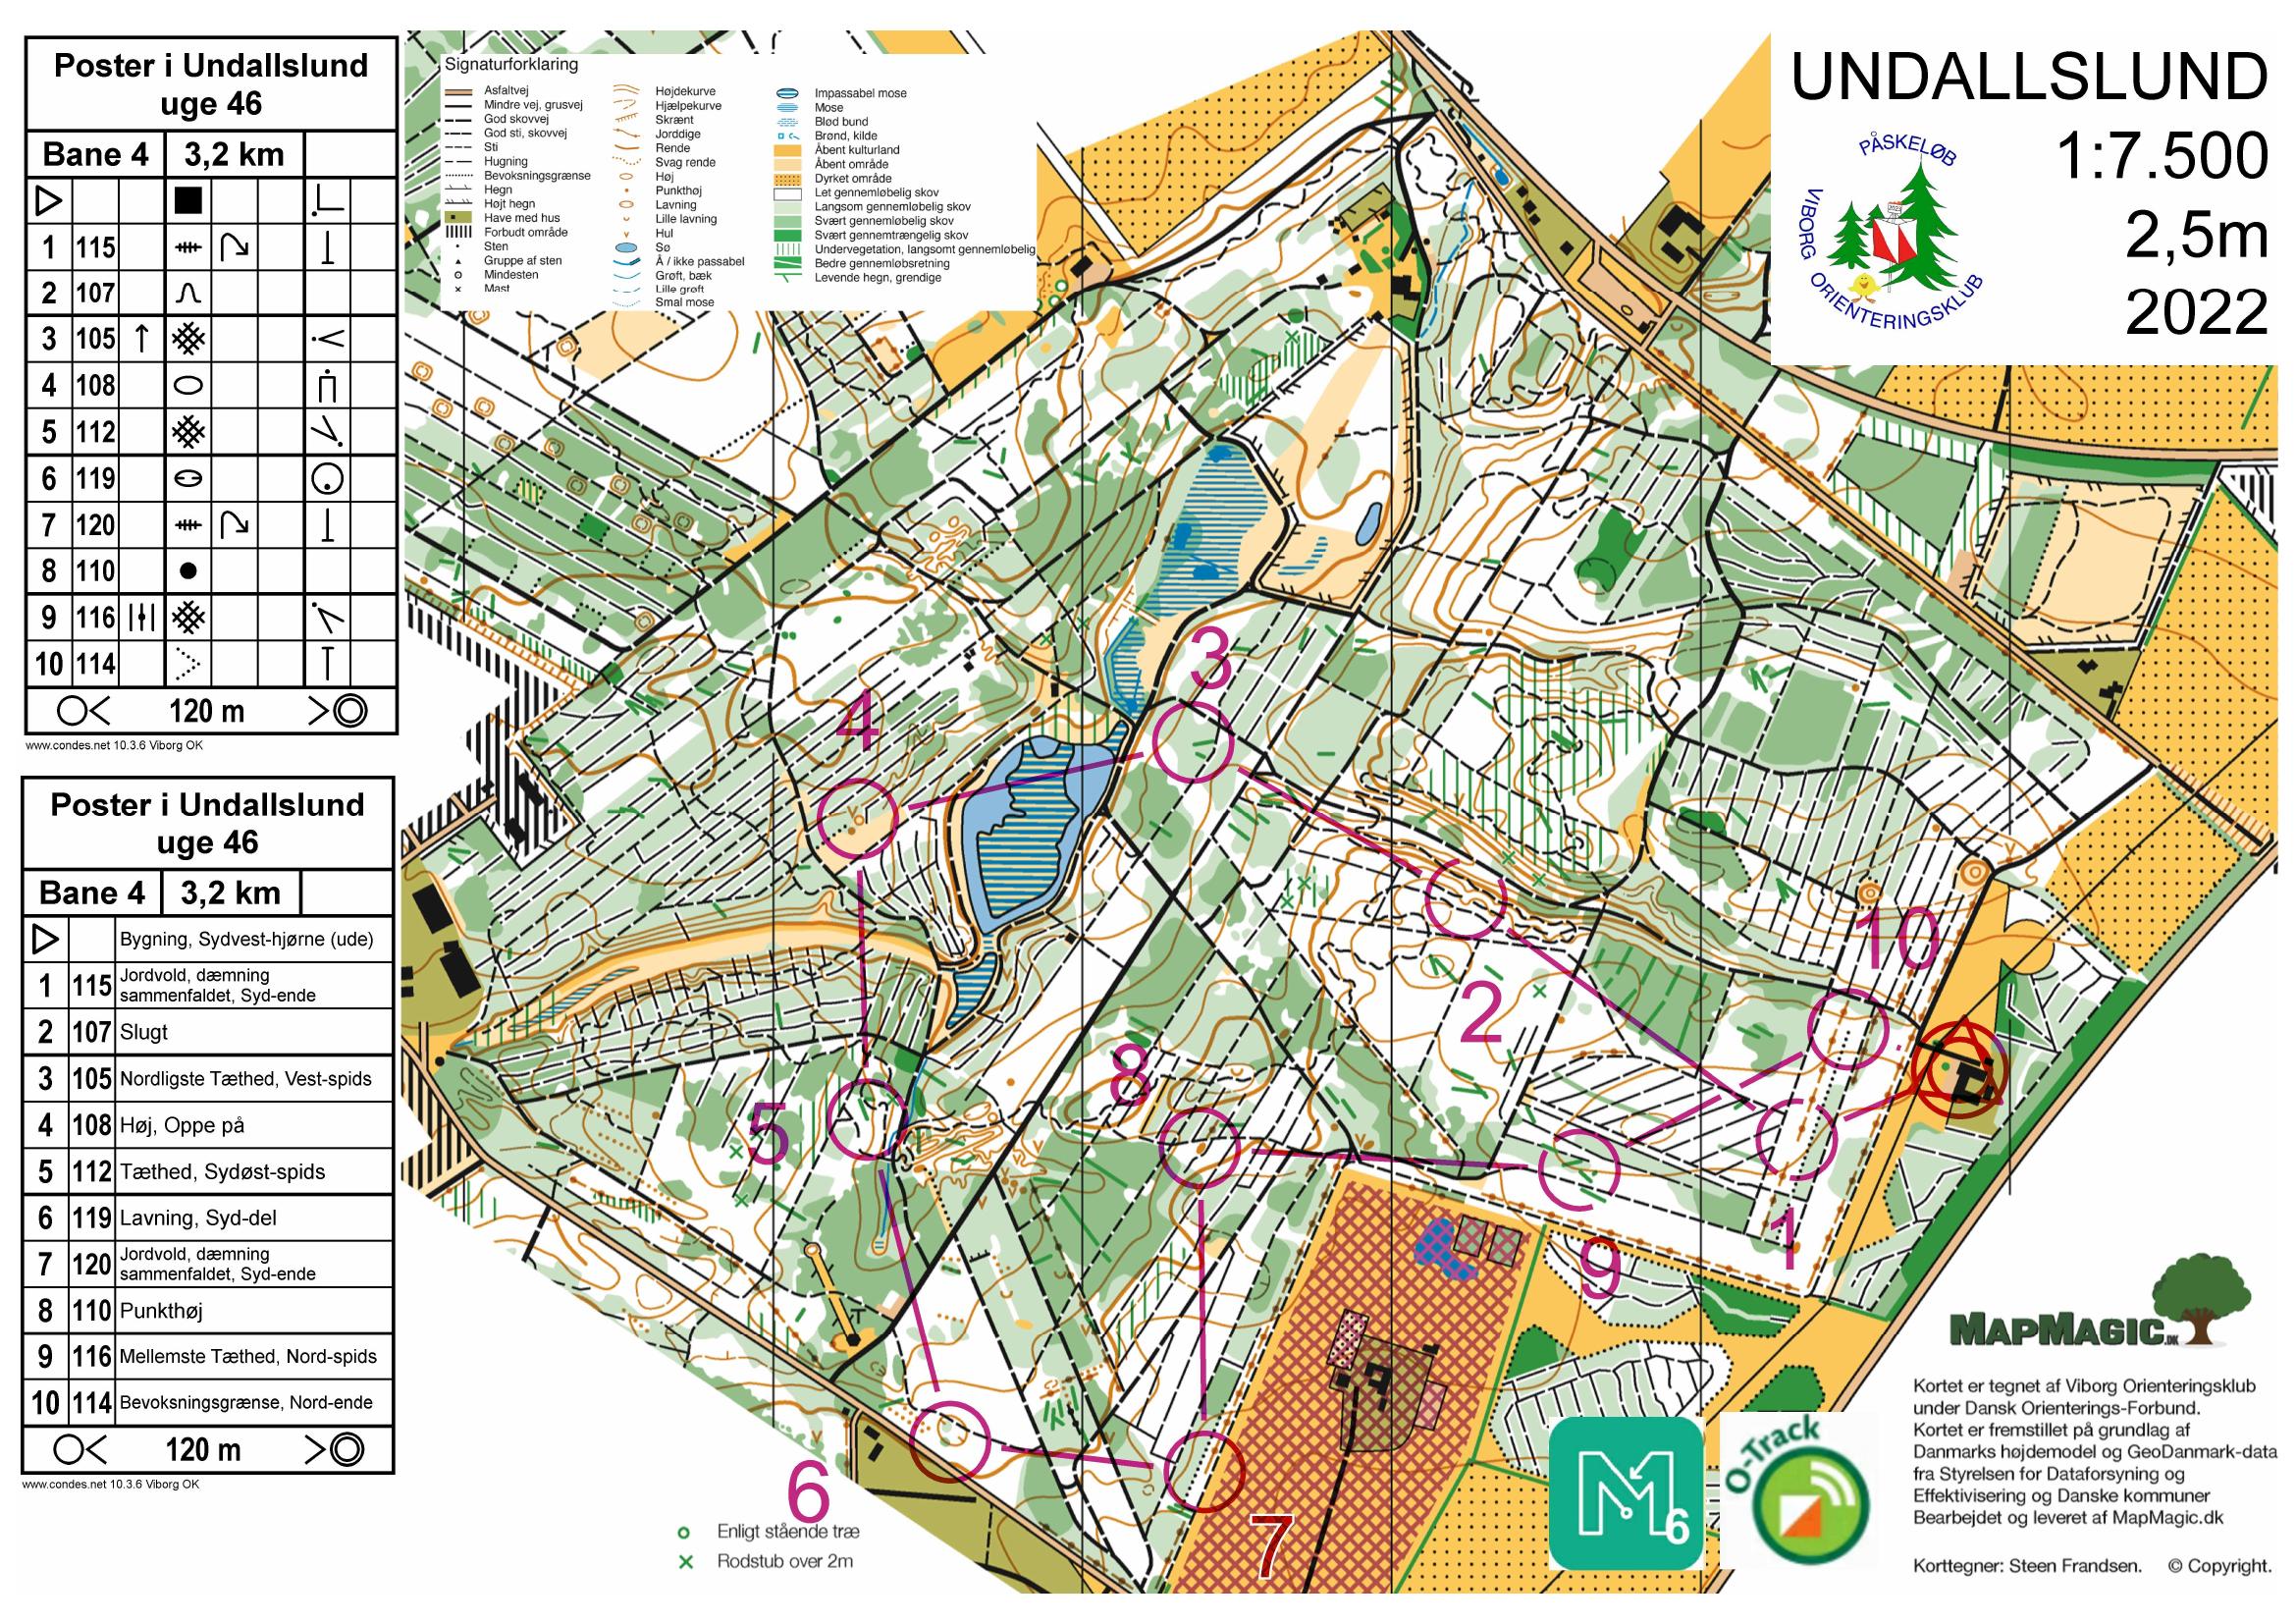 Poster i Undallslund
uge 46
Bane 4 3,2 km
1 115
2 107
3 105
4 108
5 112
6 119
7 120
8 110
9 116
10 114
120 m
www.condes.net 10.3.6 Viborg OK
Poster i Undallslund
uge 46
Bane 4 3,2 km
Bygning, Sydvest-hjørne (ude)
1 115 Jordvold, dæmning
sammenfaldet, Syd-ende
2 107 Slugt
3 105 Nordligste Tæthed, Vest-spids
4 108 Høj, Oppe på
5 112 Tæthed, Sydøst-spids
6 119 Lavning, Syd-del
7 120 Jordvold, dæmning
sammenfaldet, Syd-ende
8 110 Punkthøj
9 116 Mellemste Tæthed, Nord-spids
10 114 Bevoksningsgrænse, Nord-ende
120 m
www.condes.net 10.3.6 Viborg OK
Signaturforklaring
Asfaltvej
Mindre vej, grusvej
God skovvej
God sti, skovvej
Sti
Hugning
Bevoksningsgrænse
Hegn
Højt hegn
Have med hus
Forbudt område
Sten
Gruppe af sten
Mindesten
Mast
Højdekurve
Hjælpekurve
Skrænt
Jorddige
Rende
Svag rende
Høj
Punkthøj
Lavning
Lille lavning
Hul
Sø
Å / ikke passabel
Grøft, bæk
Lille grøft
Smal mose
Impassabel mose
Mose
Blød bund
Brønd, kilde
Åbent kulturland
Åbent område
Dyrket område
Let gennemløbelig skov
Langsom gennemløbelig skov
Svært gennemløbelig skov
Svært gennemtrængelig skov
Undervegetation, langsomt gennemløbelig
Bedre gennemløbsretning
Levende hegn, grendige
UNDALLSLUND
1:7.500
2,5m
2022
PÅSKELØB
VIBORG ORIENTERINGSKLUB
3
4
10
2
8
5
1
9
6
7
Enligt stående træ
Rodstub over 2m
M6
O-Track
MAPMAGIC.DK
Kortet er tegnet af Viborg Orienteringsklub
under Dansk Orienterings-Forbund.
Kortet er fremstillet på grundlag af
Danmarks højdemodel og GeoDanmark-data
fra Styrelsen for Dataforsyning og
Effektivisering og Danske kommuner
Bearbejdet og leveret af MapMagic.dk
Korttegner: Steen Frandsen. © Copyright.